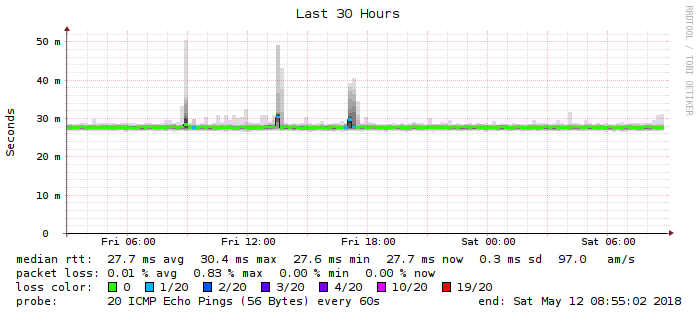 Last 30 Hours
RRDTOOL / TOBI OETIKER
Seconds
50 m
40 m
30 m
20 m
10 m
0
Fri 06:00 Fri 12:00 Fri 18:00 Sat 00:00 Sat 06:00
median rtt: 27.7 ms avg 30.4 ms max 27.6 ms min 27.7 ms now 0.3 ms sd 97.0 am/s
packet loss: 0.01 % avg 0.83 % max 0.00 % min 0.00 % now
loss color: 0 1/20 2/20 3/20 4/20 10/20 19/20
probe: 20 ICMP Echo Pings (56 Bytes) every 60s end: Sat May 12 08:55:02 2018